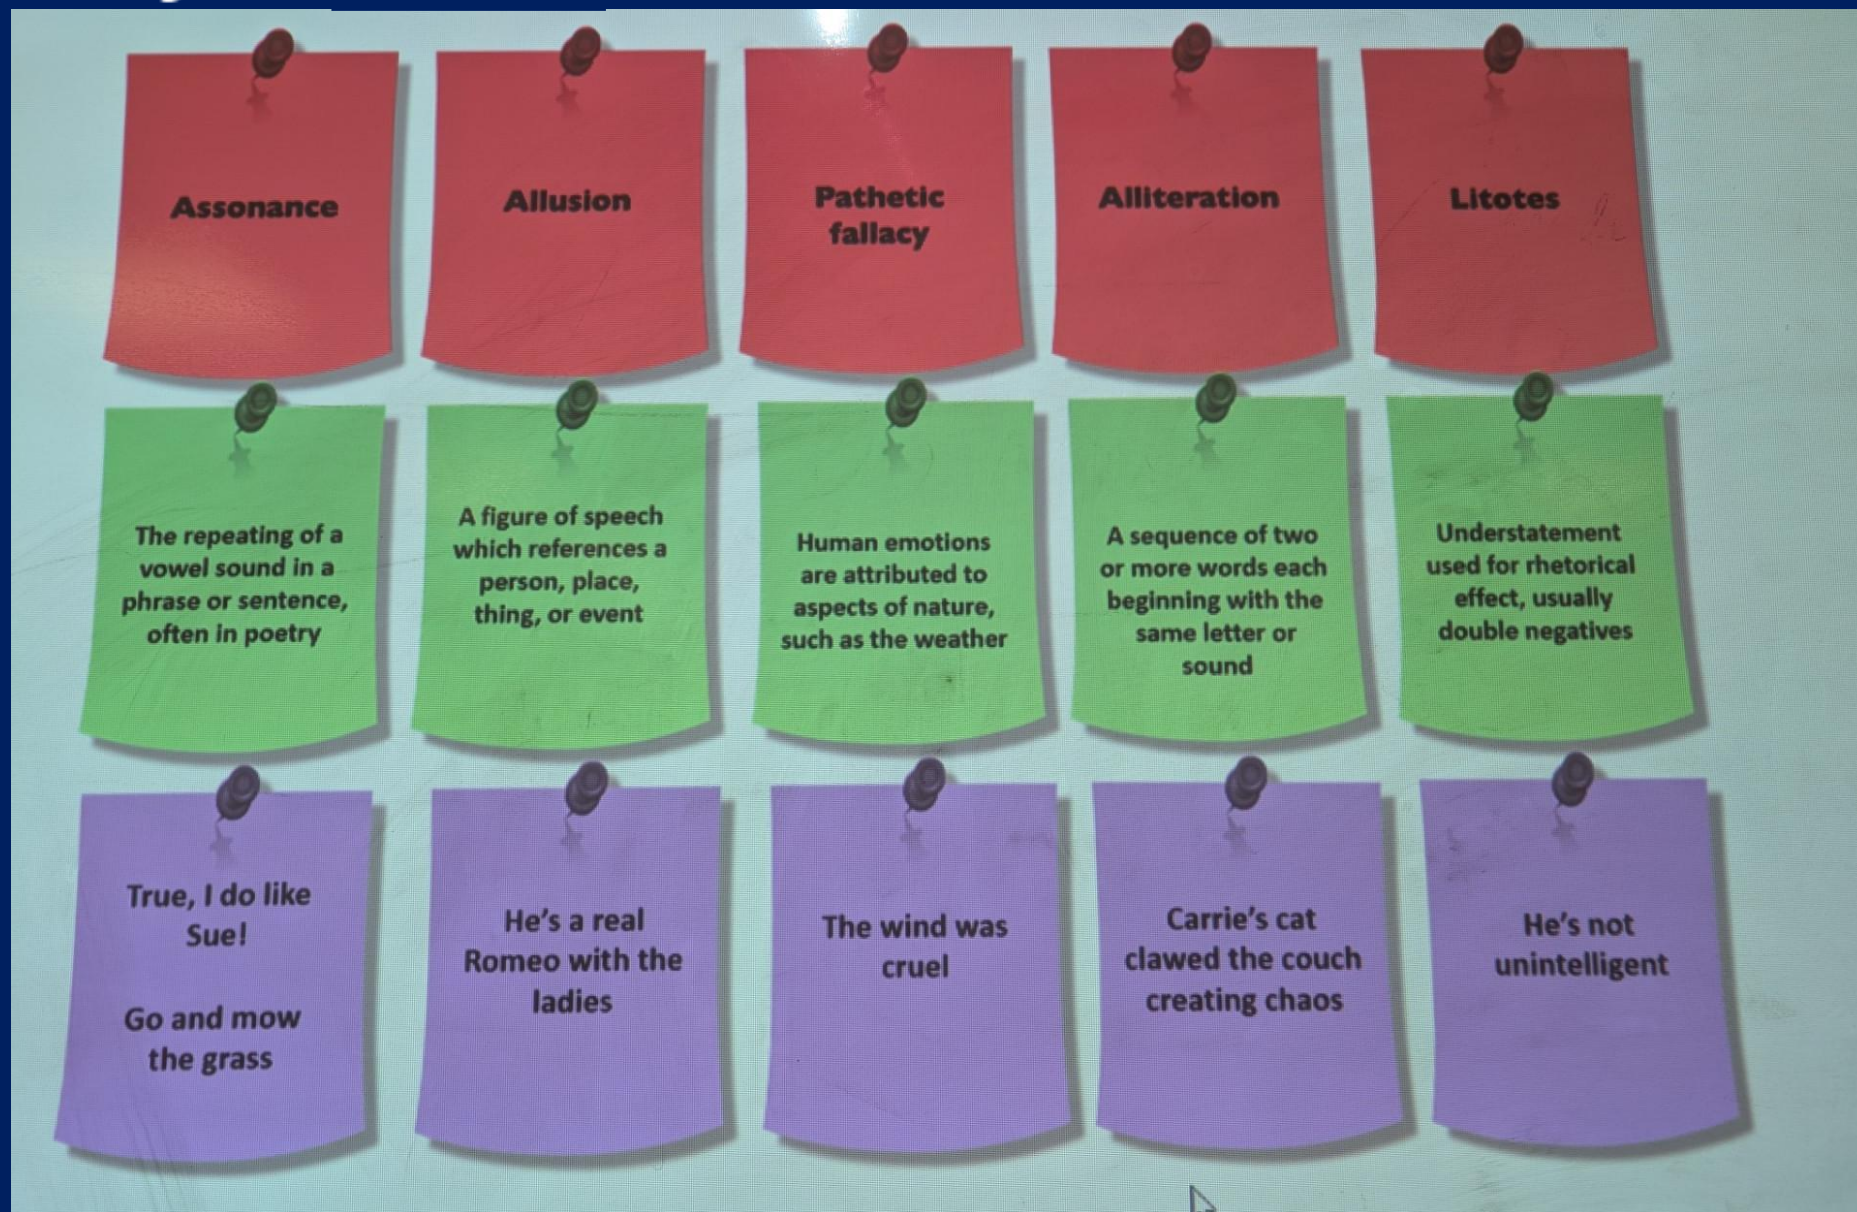 Assonance
Allusion
Pathetic
fallacy
Alliteration
Litotes
The repeating of a
vowel sound in a
phrase or sentence,
often in poetry
A figure of speech
which references a
person, place,
thing, or event
Human emotions
are attributed to
aspects of nature,
such as the weather
A sequence of two
or more words each
beginning with the
same letter or
sound
Understatement
used for rhetorical
effect, usually
double negatives
True, I do like
Sue!
Go and mow
the grass
He's a real
Romeo with the
ladies
The wind was
cruel
Carrie's cat
clawed the couch
creating chaos
He's not
unintelligent